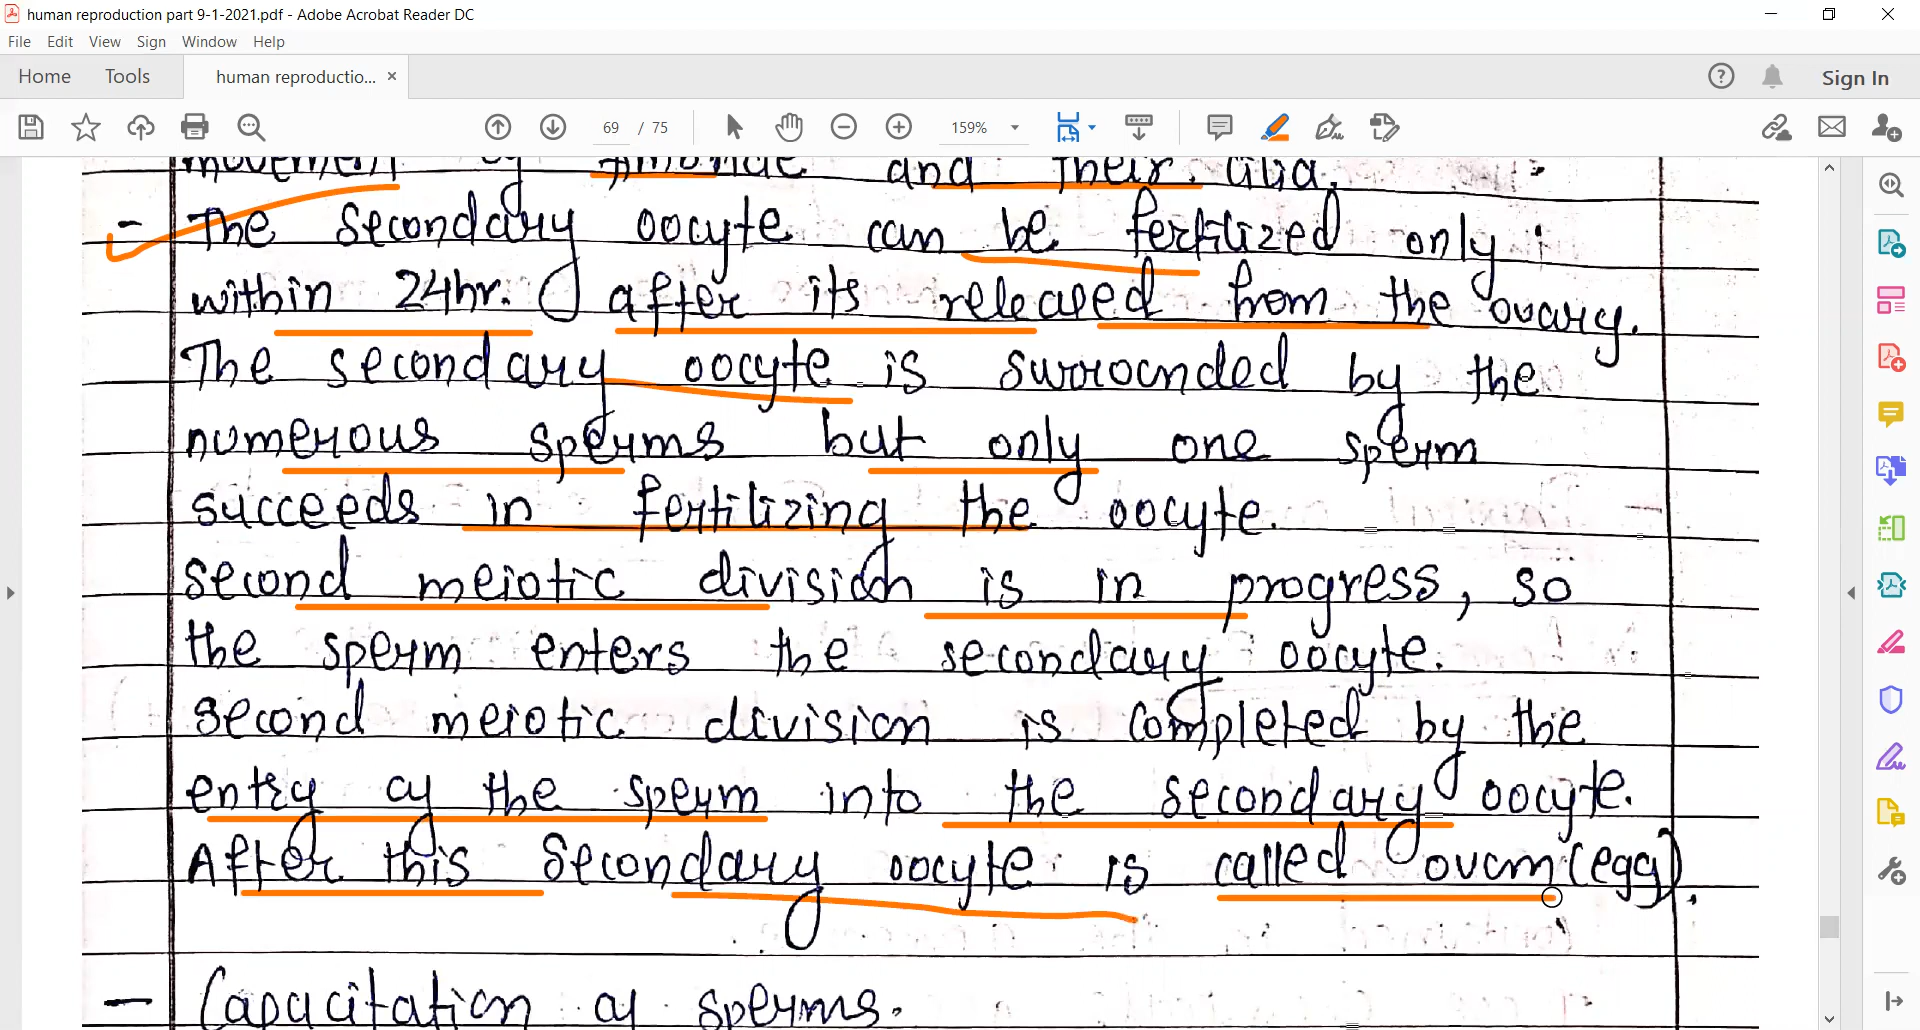 human reproduction part 9-1-2021.pdf - Adobe Acrobat Reader DC
File Edit View Sign Window Help
Home Tools human reproductio... × Sign In
69 / 75 159%
movement by and their cilia.
- The secondary oocyte can be fertilized only
within 24hr. after its released from the ovary.
The secondary oocyte is surrounded by the
numerous sperms but only one sperm
succeeds in fertilizing the oocyte.
second meiotic division is in progress, so
the sperm enters the secondary oocyte.
second meiotic division is completed by the
entry of the sperm into the secondary oocyte.
After this secondary oocyte is called ovum (egg).
- Capacitation of sperms.